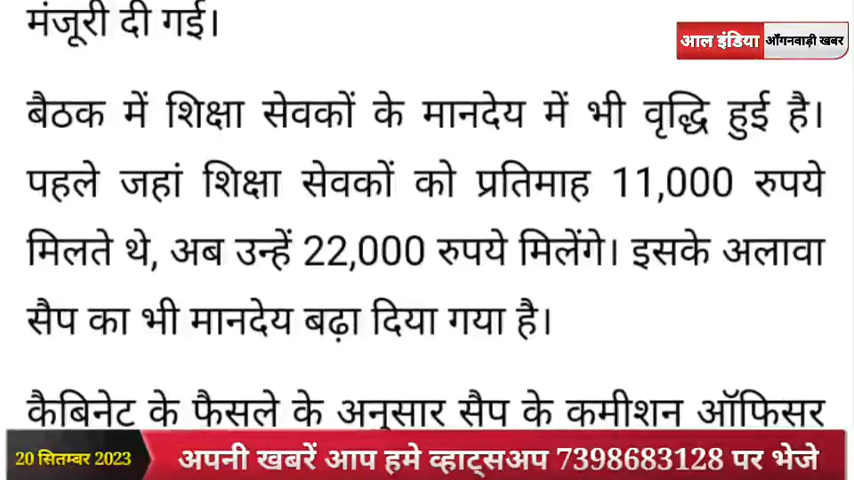 मंजूरी दी गई।
आल इंडिया ऑंगनवाड़ी खबर
बैठक में शिक्षा सेवकों के मानदेय में भी वृद्धि हुई है।
पहले जहां शिक्षा सेवकों को प्रतिमाह 11,000 रुपये
मिलते थे, अब उन्हें 22,000 रुपये मिलेंगे। इसके अलावा
सैप का भी मानदेय बढ़ा दिया गया है।
कैबिनेट के फैसले के अनुसार सैप के कमीशन ऑफिसर
20 सितम्बर 2023 अपनी खबरें आप हमे व्हाट्सअप 7398683128 पर भेजे